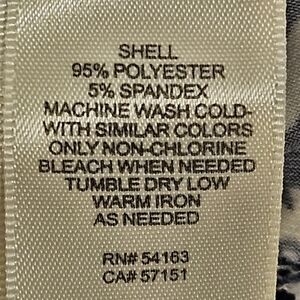 SHELL
95% POLYESTER
5% SPANDEX
MACHINE WASH COLD-
WITH SIMILAR COLORS
ONLY NON-CHLORINE
BLEACH WHEN NEEDED
TUMBLE DRY LOW
WARM IRON
AS NEEDED
RN# 54163
CA# 57151